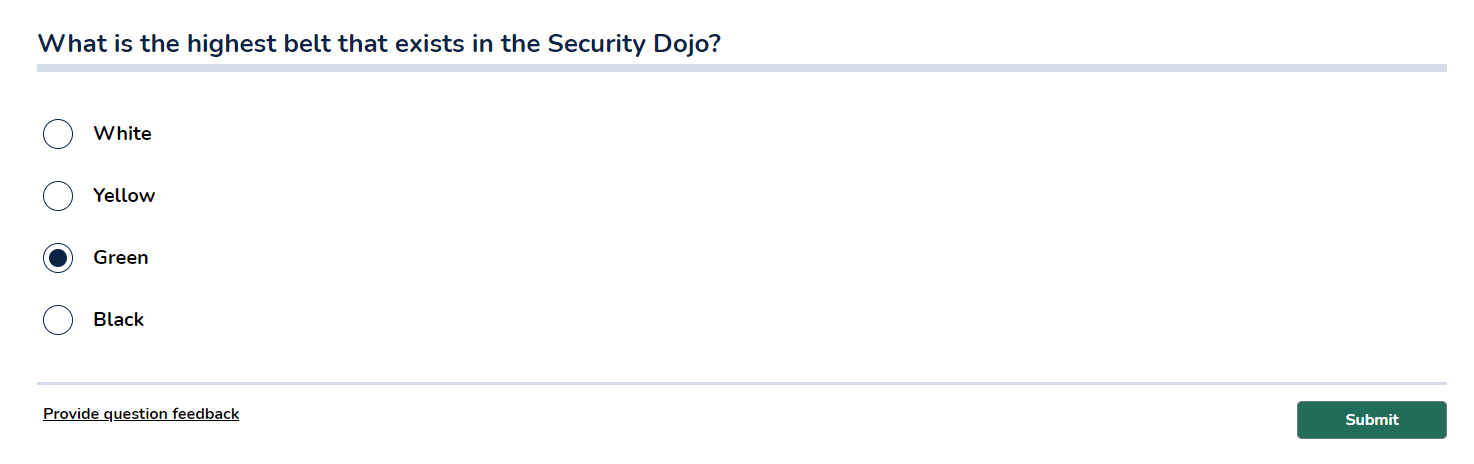 What is the highest belt that exists in the Security Dojo?
White
Yellow
Green
Black
Provide question feedback
Submit